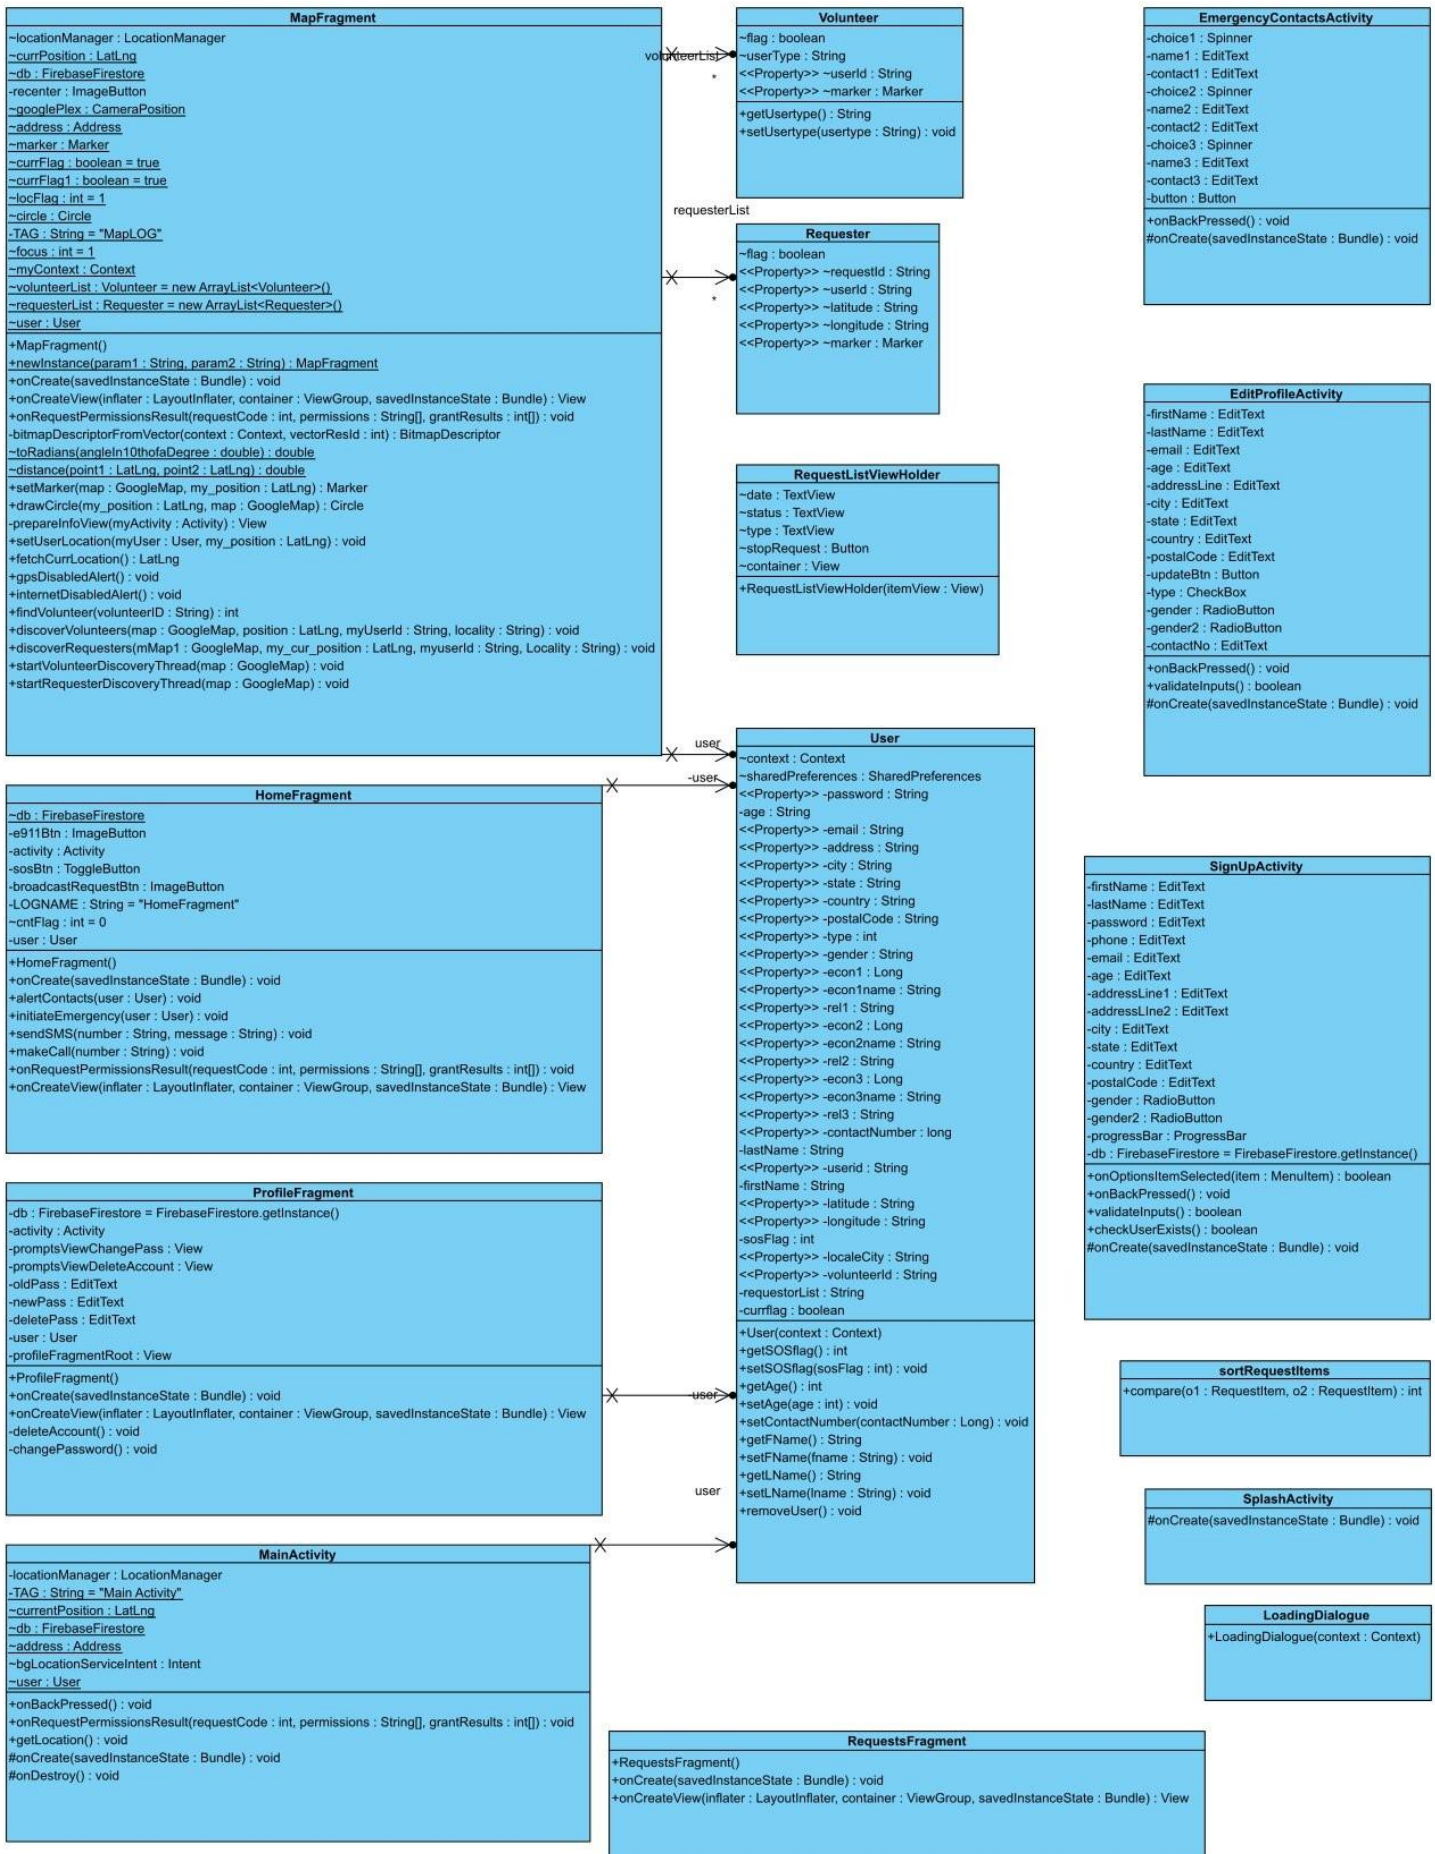 MapFragment
~locationManager : LocationManager
~currPosition : LatLng
~db : FirebaseFirestore
-recenter : ImageButton
~googlePlex : CameraPosition
~address : Address
~marker : Marker
~currFlag : boolean = true
~currFlag1 : boolean = true
~locFlag : int = 1
~circle : Circle
-TAG : String = "MapLOG"
~focus : int = 1
~myContext : Context
~volunteerList : Volunteer = new ArrayList<Volunteer>()
~requesterList : Requester = new ArrayList<Requester>()
~user : User
+MapFragment()
+newInstance(param1 : String, param2 : String) : MapFragment
+onCreate(savedInstanceState : Bundle) : void
+onCreateView(inflater : LayoutInflater, container : ViewGroup, savedInstanceState : Bundle) : View
+onRequestPermissionsResult(requestCode : int, permissions : String[], grantResults : int[]) : void
-bitmapDescriptorFromVector(context : Context, vectorResId : int) : BitmapDescriptor
~toRadians(angleIn10thofaDegree : double) : double
~distance(point1 : LatLng, point2 : LatLng) : double
+setMarker(map : GoogleMap, my_position : LatLng) : Marker
+drawCircle(my_position : LatLng, map : GoogleMap) : Circle
-prepareInfoView(myActivity : Activity) : View
+setUserLocation(myUser : User, my_position : LatLng) : void
+fetchCurrLocation() : LatLng
+gpsDisabledAlert() : void
+internetDisabledAlert() : void
+findVolunteer(volunteerID : String) : int
+discoverVolunteers(map : GoogleMap, position : LatLng, myUserId : String, locality : String) : void
+discoverRequesters(mMap1 : GoogleMap, my_cur_position : LatLng, myuserId : String, Locality : String) : void
+startVolunteerDiscoveryThread(map : GoogleMap) : void
+startRequesterDiscoveryThread(map : GoogleMap) : void
volunteerList
*
Volunteer
~flag : boolean
~userType : String
<<Property>> ~userId : String
<<Property>> ~marker : Marker
+getUsertype() : String
+setUsertype(usertype : String) : void
requesterList
*
Requester
~flag : boolean
<<Property>> ~requestId : String
<<Property>> ~userId : String
<<Property>> ~latitude : String
<<Property>> ~longitude : String
<<Property>> ~marker : Marker
RequestListViewHolder
~date : TextView
~status : TextView
~type : TextView
~stopRequest : Button
~container : View
+RequestListViewHolder(itemView : View)
EmergencyContactsActivity
-choice1 : Spinner
-name1 : EditText
-contact1 : EditText
-choice2 : Spinner
-name2 : EditText
-contact2 : EditText
-choice3 : Spinner
-name3 : EditText
-contact3 : EditText
-button : Button
+onBackPressed() : void
#onCreate(savedInstanceState : Bundle) : void
EditProfileActivity
-firstName : EditText
-lastName : EditText
-email : EditText
-age : EditText
-addressLine : EditText
-city : EditText
-state : EditText
-country : EditText
-postalCode : EditText
-updateBtn : Button
-type : CheckBox
-gender : RadioButton
-gender2 : RadioButton
-contactNo : EditText
+onBackPressed() : void
+validateInputs() : boolean
#onCreate(savedInstanceState : Bundle) : void
user
-user
HomeFragment
~db : FirebaseFirestore
-e911Btn : ImageButton
-activity : Activity
-sosBtn : ToggleButton
-broadcastRequestBtn : ImageButton
-LOGNAME : String = "HomeFragment"
~cntFlag : int = 0
-user : User
+HomeFragment()
+onCreate(savedInstanceState : Bundle) : void
+alertContacts(user : User) : void
+initiateEmergency(user : User) : void
+sendSMS(number : String, message : String) : void
+makeCall(number : String) : void
+onRequestPermissionsResult(requestCode : int, permissions : String[], grantResults : int[]) : void
+onCreateView(inflater : LayoutInflater, container : ViewGroup, savedInstanceState : Bundle) : View
User
~context : Context
~sharedPreferences : SharedPreferences
<<Property>> -password : String
-age : String
<<Property>> -email : String
<<Property>> -address : String
<<Property>> -city : String
<<Property>> -state : String
<<Property>> -country : String
<<Property>> -postalCode : String
<<Property>> -type : int
<<Property>> -gender : String
<<Property>> -econ1 : Long
<<Property>> -econ1name : String
<<Property>> -rel1 : String
<<Property>> -econ2 : Long
<<Property>> -econ2name : String
<<Property>> -rel2 : String
<<Property>> -econ3 : Long
<<Property>> -econ3name : String
<<Property>> -rel3 : String
<<Property>> -contactNumber : long
-lastName : String
<<Property>> -userid : String
-firstName : String
<<Property>> -latitude : String
<<Property>> -longitude : String
-sosFlag : int
<<Property>> -localeCity : String
<<Property>> -volunteerId : String
-requestorList : String
-currflag : boolean
+User(context : Context)
+getSOSflag() : int
+setSOSflag(sosFlag : int) : void
+getAge() : int
+setAge(age : int) : void
+setContactNumber(contactNumber : Long) : void
+getFName() : String
+setFName(fname : String) : void
+getLName() : String
+setLName(lname : String) : void
+removeUser() : void
SignUpActivity
-firstName : EditText
-lastName : EditText
-password : EditText
-phone : EditText
-email : EditText
-age : EditText
-addressLine1 : EditText
-addressLIne2 : EditText
-city : EditText
-state : EditText
-country : EditText
-postalCode : EditText
-gender : RadioButton
-gender2 : RadioButton
-progressBar : ProgressBar
-db : FirebaseFirestore = FirebaseFirestore.getInstance()
+onOptionsItemSelected(item : MenuItem) : boolean
+onBackPressed() : void
+validateInputs() : boolean
+checkUserExists() : boolean
#onCreate(savedInstanceState : Bundle) : void
ProfileFragment
-db : FirebaseFirestore = FirebaseFirestore.getInstance()
-activity : Activity
-promptsViewChangePass : View
-promptsViewDeleteAccount : View
-oldPass : EditText
-newPass : EditText
-deletePass : EditText
-user : User
-profileFragmentRoot : View
+ProfileFragment()
+onCreate(savedInstanceState : Bundle) : void
+onCreateView(inflater : LayoutInflater, container : ViewGroup, savedInstanceState : Bundle) : View
-deleteAccount() : void
-changePassword() : void
-user
user
sortRequestItems
+compare(o1 : RequestItem, o2 : RequestItem) : int
SplashActivity
#onCreate(savedInstanceState : Bundle) : void
MainActivity
-locationManager : LocationManager
-TAG : String = "Main Activity"
~currentPosition : LatLng
~db : FirebaseFirestore
~address : Address
~bgLocationServiceIntent : Intent
~user : User
+onBackPressed() : void
+onRequestPermissionsResult(requestCode : int, permissions : String[], grantResults : int[]) : void
+getLocation() : void
#onCreate(savedInstanceState : Bundle) : void
#onDestroy() : void
LoadingDialogue
+LoadingDialogue(context : Context)
RequestsFragment
+RequestsFragment()
+onCreate(savedInstanceState : Bundle) : void
+onCreateView(inflater : LayoutInflater, container : ViewGroup, savedInstanceState : Bundle) : View